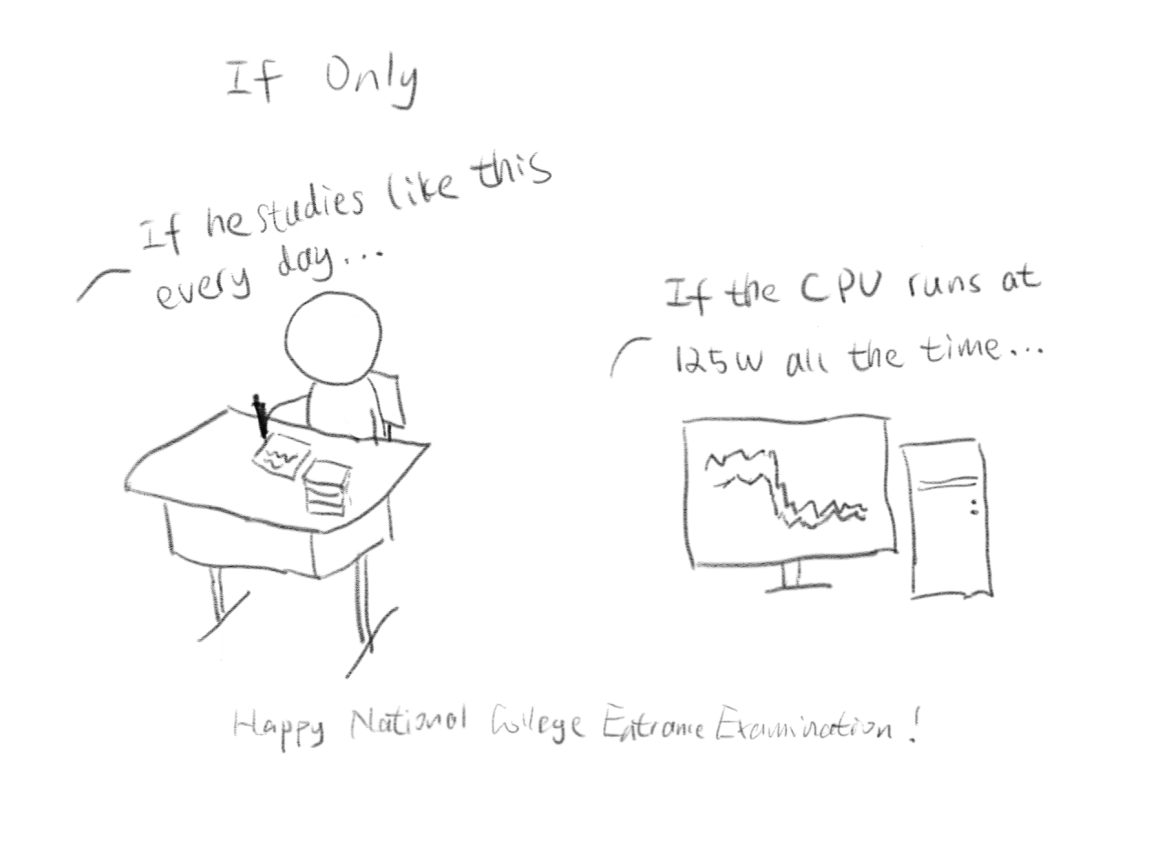 If Only
If he studies like this
every day...
If the CPU runs at
125W all the time...
Happy National College Entrance Examination!